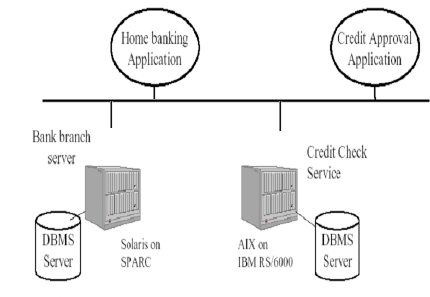 Home banking
Application
Credit Approval
Application
Bank branch
server
Credit Check
Service
DBMS
Server
Solaris on
SPARC
AIX on
IBM RS/6000
DBMS
Server